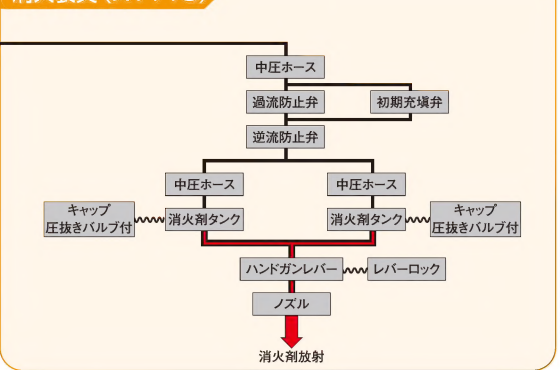 中圧ホース
過流防止弁
初期充填弁
逆流防止弁
中圧ホース
中圧ホース
キャップ
圧抜きバルブ付
消火剤タンク
消火剤タンク
キャップ
圧抜きバルブ付
ハンドガンレバー
レバーロック
ノズル
消火剤放射